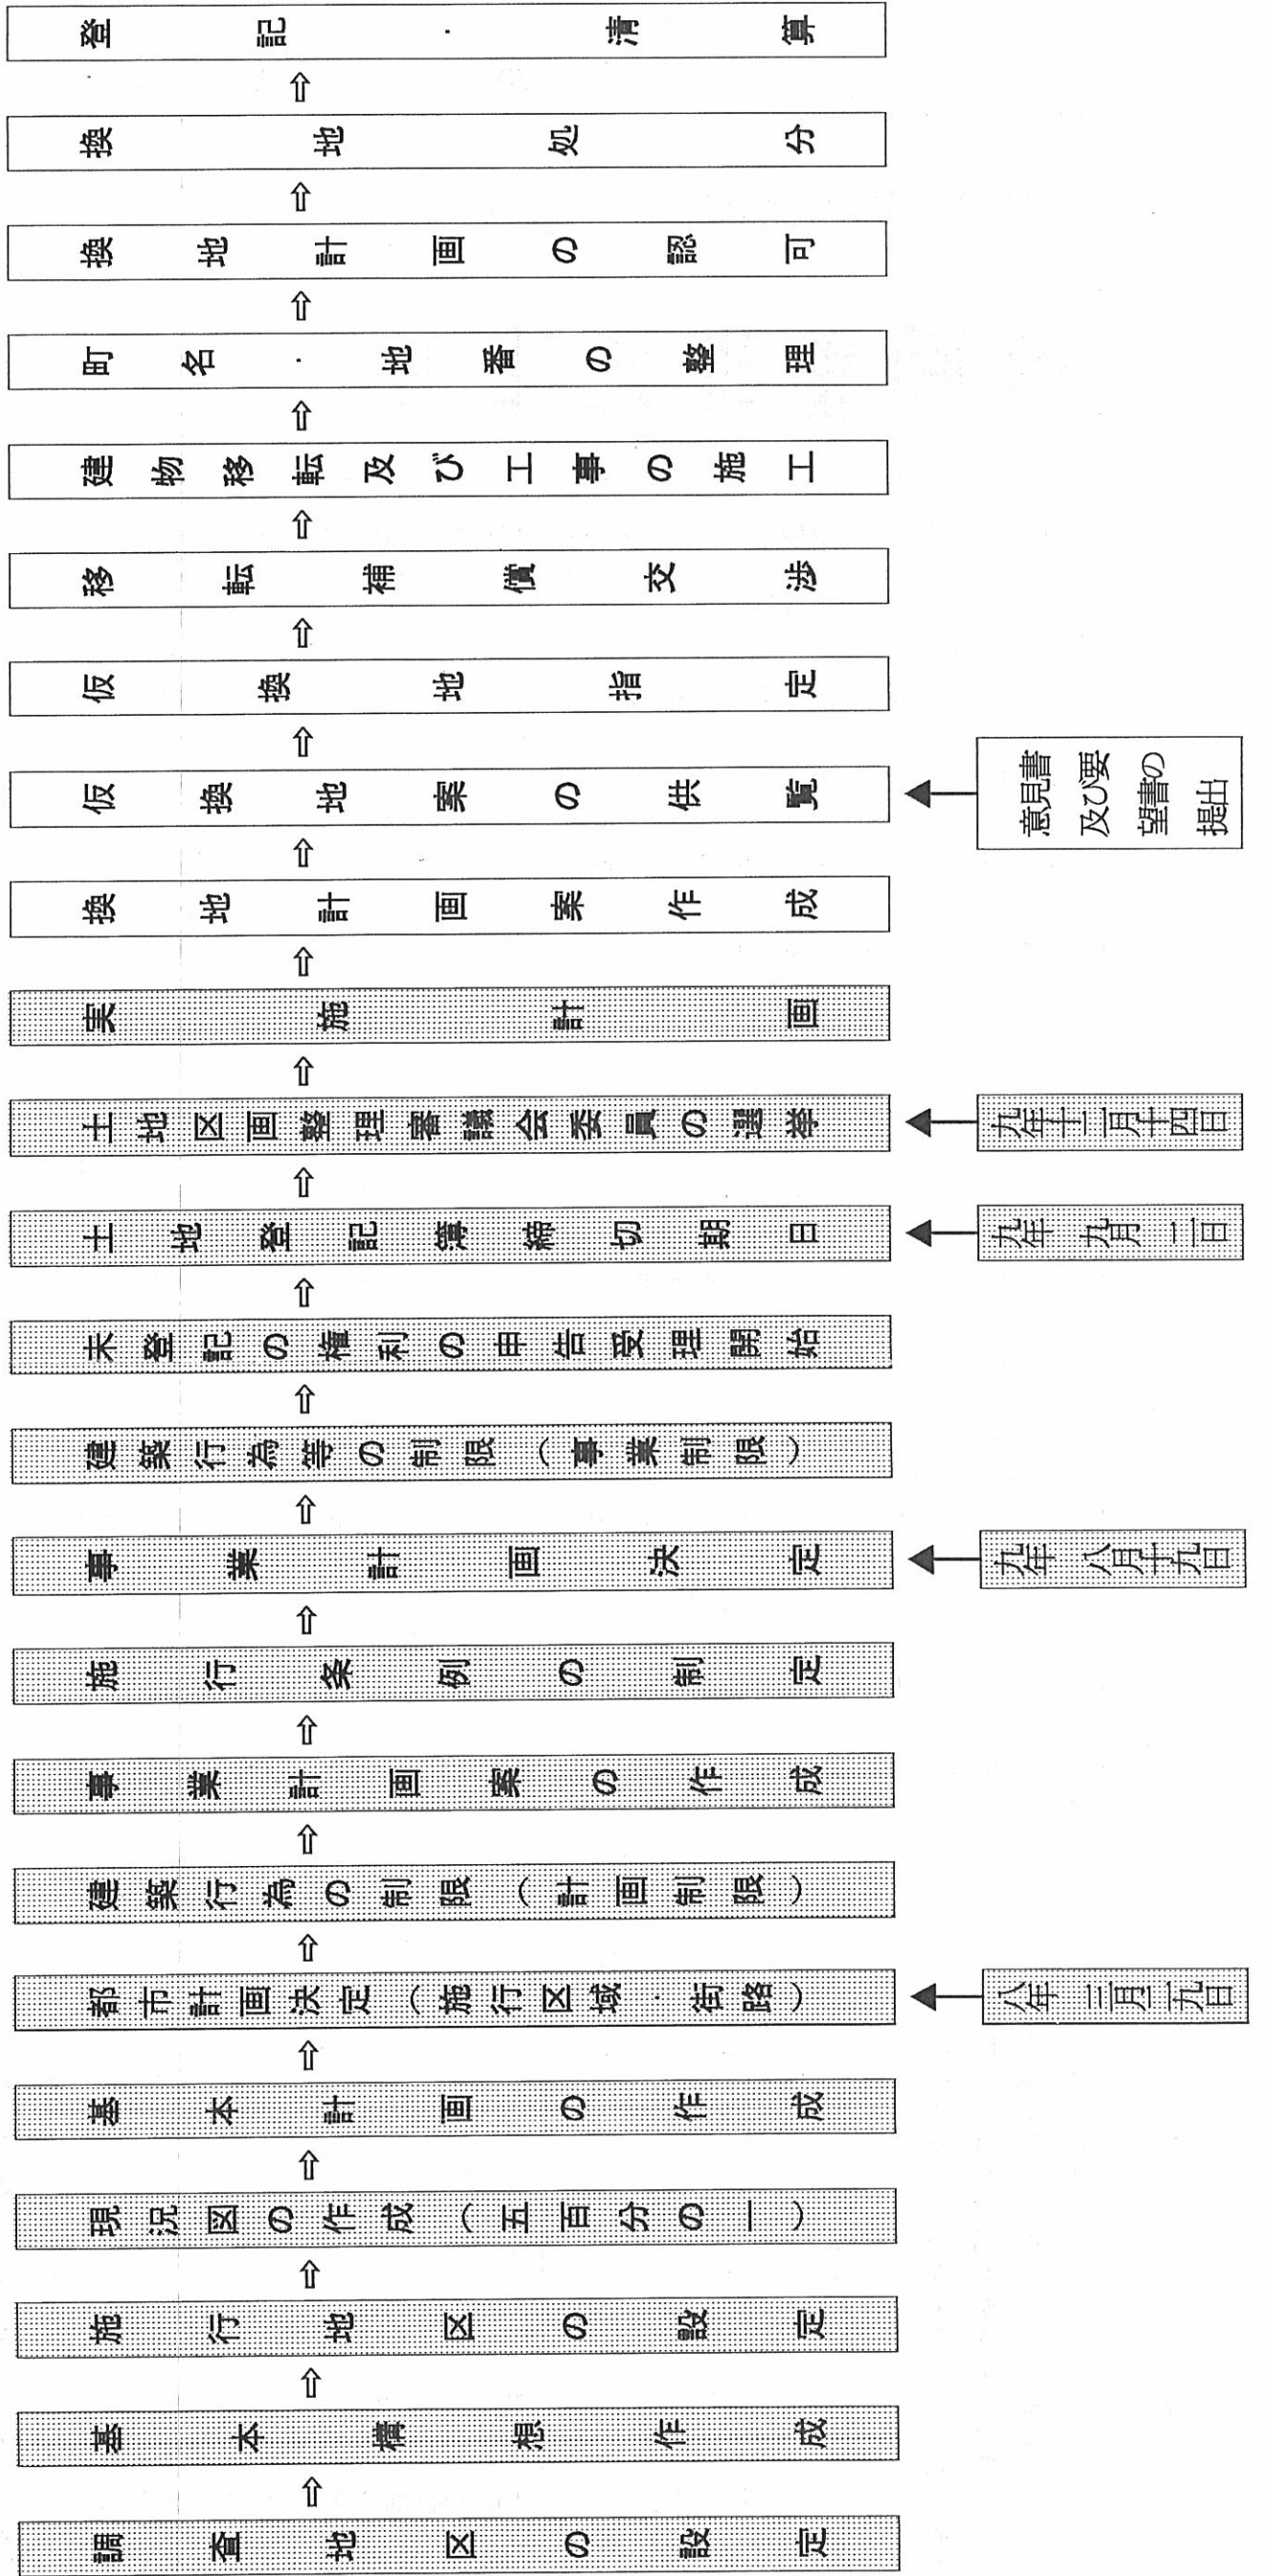 調査地区の設定
基本構想作成
施行地区の設定
現況図の作成（五百分の一）
基本計画の作成
都市計画決定（施行区域・街路）
八年　三月二九日
建築行為の制限（計画制限）
事業計画案の作成
施行条例の制定
事業計画決定
九年　八月十九日
建築行為等の制限（事業制限）
未登記の権利の申告受理開始
土地登記簿締切期日
九年　九月　二日
土地区画整理審議会委員の選挙
九年十二月十四日
実施計画
換地計画案作成
仮換地案の供覧
意見書
及び要
望書の
提出
仮換地指定
移転補償交渉
建物移転及び工事の施工
町名・地番の整理
換地計画の認可
換地処分
登記・清算